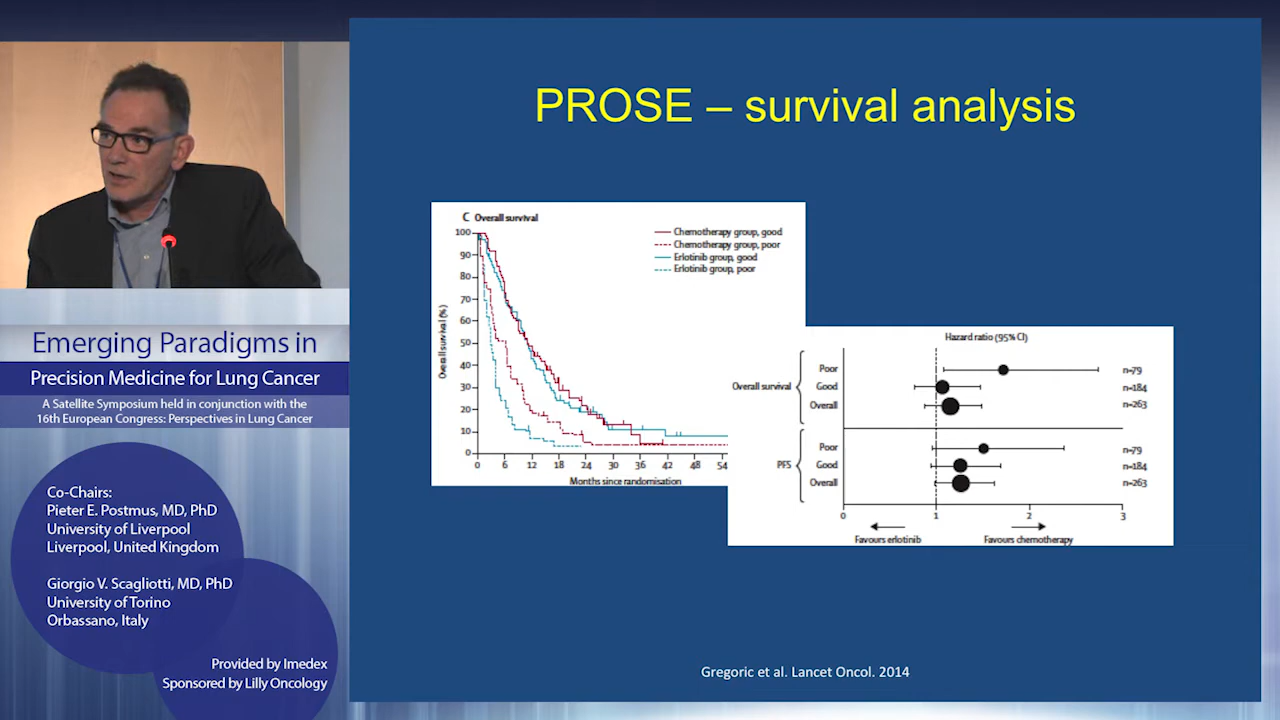 PROSE – survival analysis
C Overall survival
Chemotherapy group, good
Chemotherapy group, poor
Erlotinib group, good
Erlotinib group, poor
Overall survival (%)
100
90
80
70
60
50
40
30
20
10
0
0 6 12 18 24 30 36 42 48 54
Months since randomisation
Hazard ratio (95% CI)
Overall survival
Poor n=79
Good n=184
Overall n=263
PFS
Poor n=79
Good n=184
Overall n=263
0 1 2 3
Favours erlotinib Favours chemotherapy
Gregoric et al. Lancet Oncol. 2014
Emerging Paradigms in
Precision Medicine for Lung Cancer
A Satellite Symposium held in conjunction with the
16th European Congress: Perspectives in Lung Cancer
Co-Chairs:
Pieter E. Postmus, MD, PhD
University of Liverpool
Liverpool, United Kingdom
Giorgio V. Scagliotti, MD, PhD
University of Torino
Orbassano, Italy
Provided by Imedex
Sponsored by Lilly Oncology